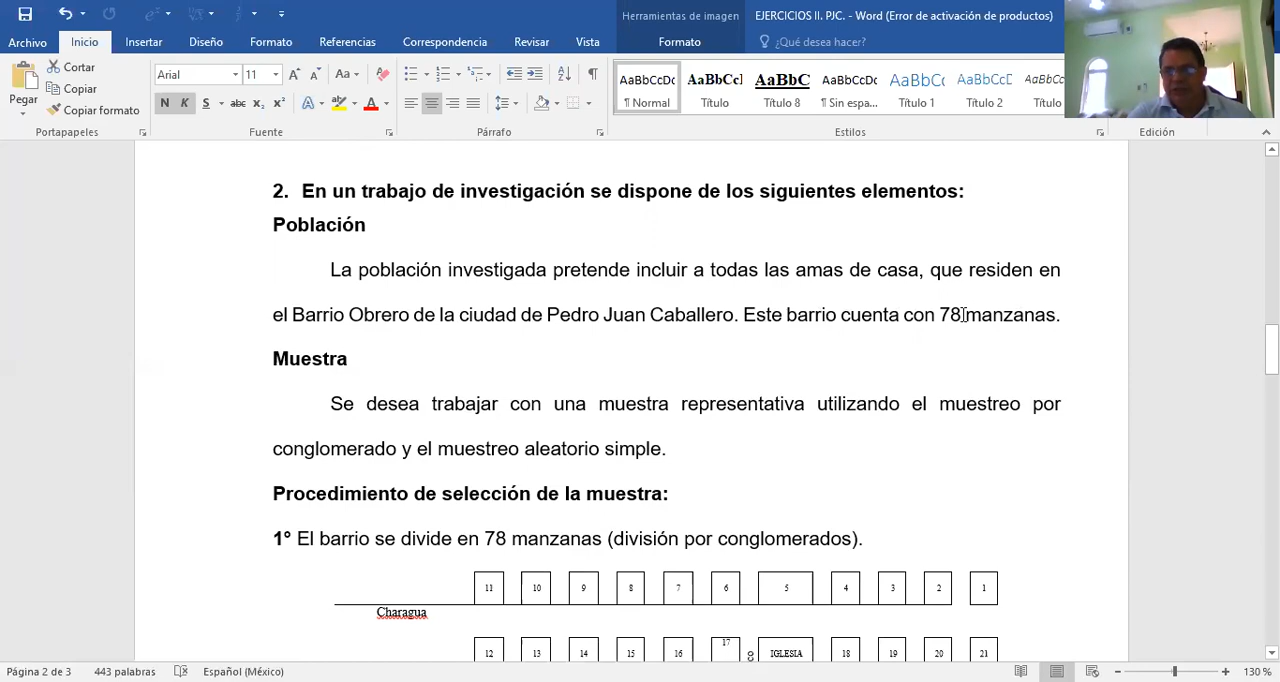 Herramientas de imagen
EJERCICIOS II. PJC. - Word (Error de activación de productos)
Archivo Inicio Insertar Diseño Formato Referencias Correspondencia Revisar Vista Formato ¿Qué desea hacer?
Pegar
Cortar
Copiar
Copiar formato
Portapapeles
Arial 11
N K S abc x₂ x²
Fuente
Párrafo
AaBbCcDc AaBbCcI AaBbC AaBbCcDc AaBbCc AaBbCcD AaBbCcD
¶ Normal Título Título 8 ¶ Sin espa... Título 1 Título 2 Título
Estilos
Edición
2. En un trabajo de investigación se dispone de los siguientes elementos:
Población
La población investigada pretende incluir a todas las amas de casa, que residen en
el Barrio Obrero de la ciudad de Pedro Juan Caballero. Este barrio cuenta con 78 manzanas.
Muestra
Se desea trabajar con una muestra representativa utilizando el muestreo por
conglomerado y el muestreo aleatorio simple.
Procedimiento de selección de la muestra:
1° El barrio se divide en 78 manzanas (división por conglomerados).
11 10 9 8 7 6 5 4 3 2 1
Charagua
12 13 14 15 16 17 IGLESIA 18 19 20 21
Página 2 de 3 443 palabras Español (México) 130 %